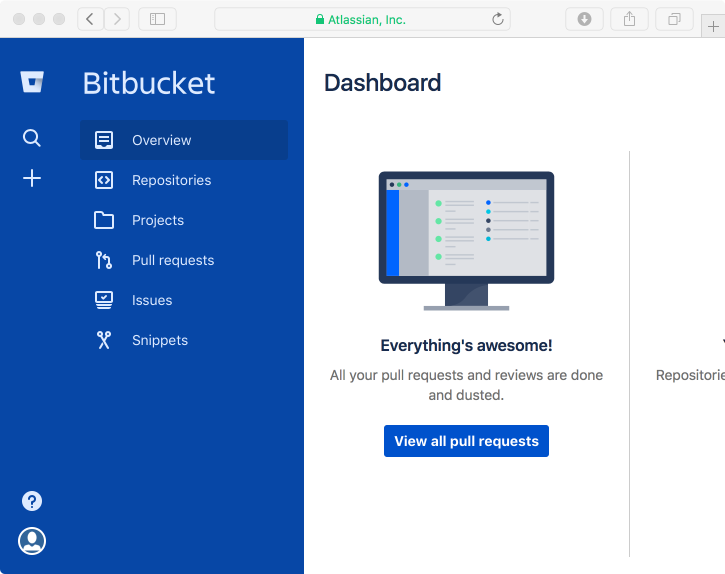 Atlassian, Inc.
Bitbucket
Dashboard
Overview
Repositories
Projects
Pull requests
Issues
Snippets
Everything's awesome!
All your pull requests and reviews are done
and dusted.
View all pull requests